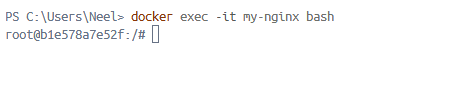 PS C:\Users\Neel> docker exec -it my-nginx bash
root@b1e578a7e52f:/#